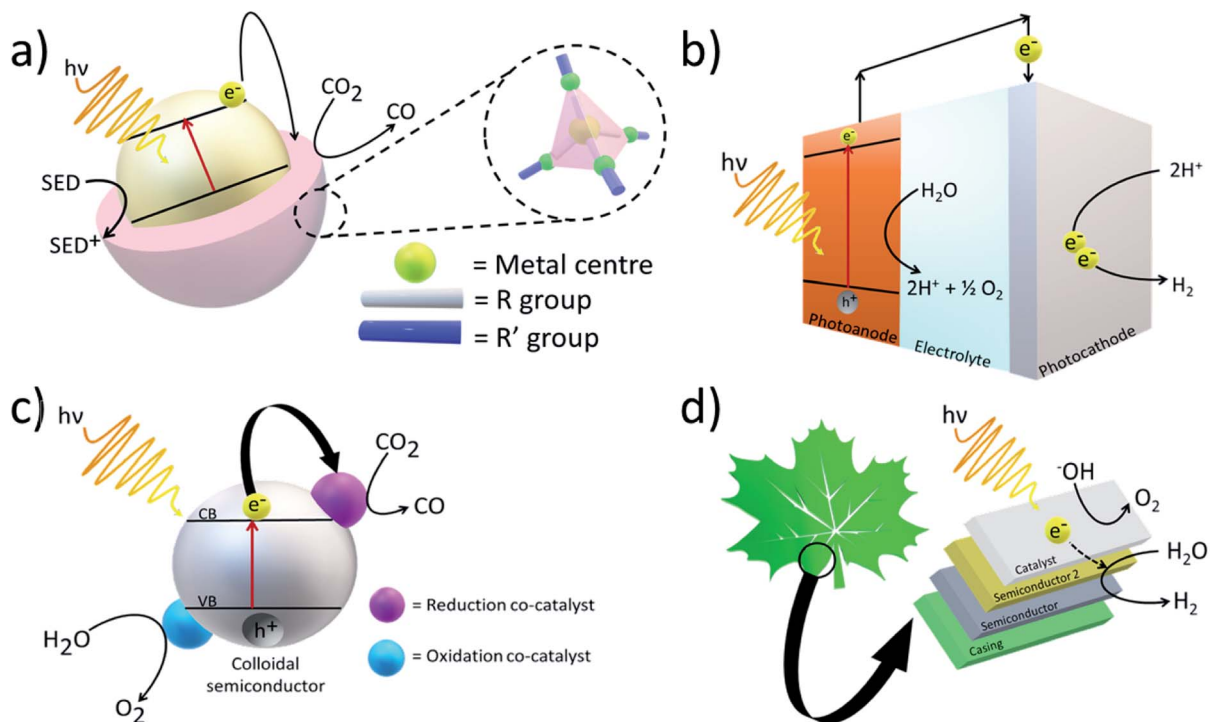 a)
hν
e⁻
CO₂
CO
SED
SED⁺
= Metal centre
= R group
= R' group
b)
e⁻
hν
e⁻
H₂O
2H⁺ + ½ O₂
h⁺
Photoanode
Electrolyte
Photocathode
2H⁺
e⁻
e⁻
H₂
c)
hν
CO₂
CO
e⁻
CB
VB
h⁺
H₂O
O₂
Colloidal
semiconductor
= Reduction co-catalyst
= Oxidation co-catalyst
d)
hν
⁻OH
O₂
e⁻
H₂O
H₂
Catalyst
Semiconductor 2
Semiconductor
Casing